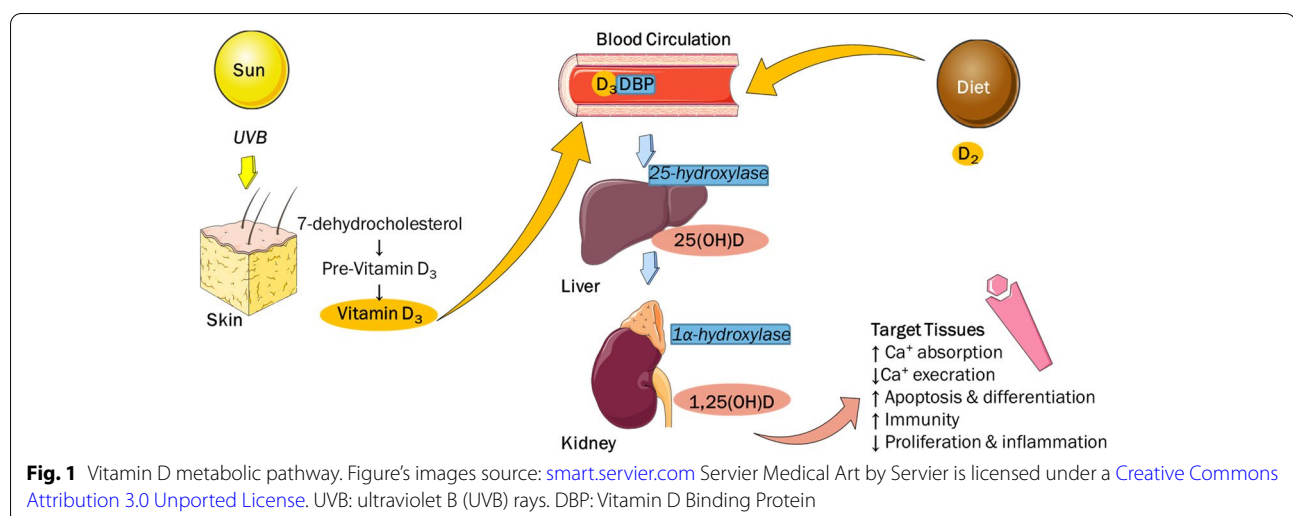 Sun
UVB
7-dehydrocholesterol
↓
Pre-Vitamin D₃
↓
Vitamin D₃
Skin
Blood Circulation
D₃ DBP
25-hydroxylase
25(OH)D
Liver
1α-hydroxylase
1,25(OH)D
Kidney
Diet
D₂
Target Tissues
↑ Ca⁺ absorption
↓Ca⁺ execration
↑ Apoptosis & differentiation
↑ Immunity
↓ Proliferation & inflammation
Fig. 1 Vitamin D metabolic pathway. Figure’s images source: smart.servier.com Servier Medical Art by Servier is licensed under a Creative Commons
Attribution 3.0 Unported License. UVB: ultraviolet B (UVB) rays. DBP: Vitamin D Binding Protein